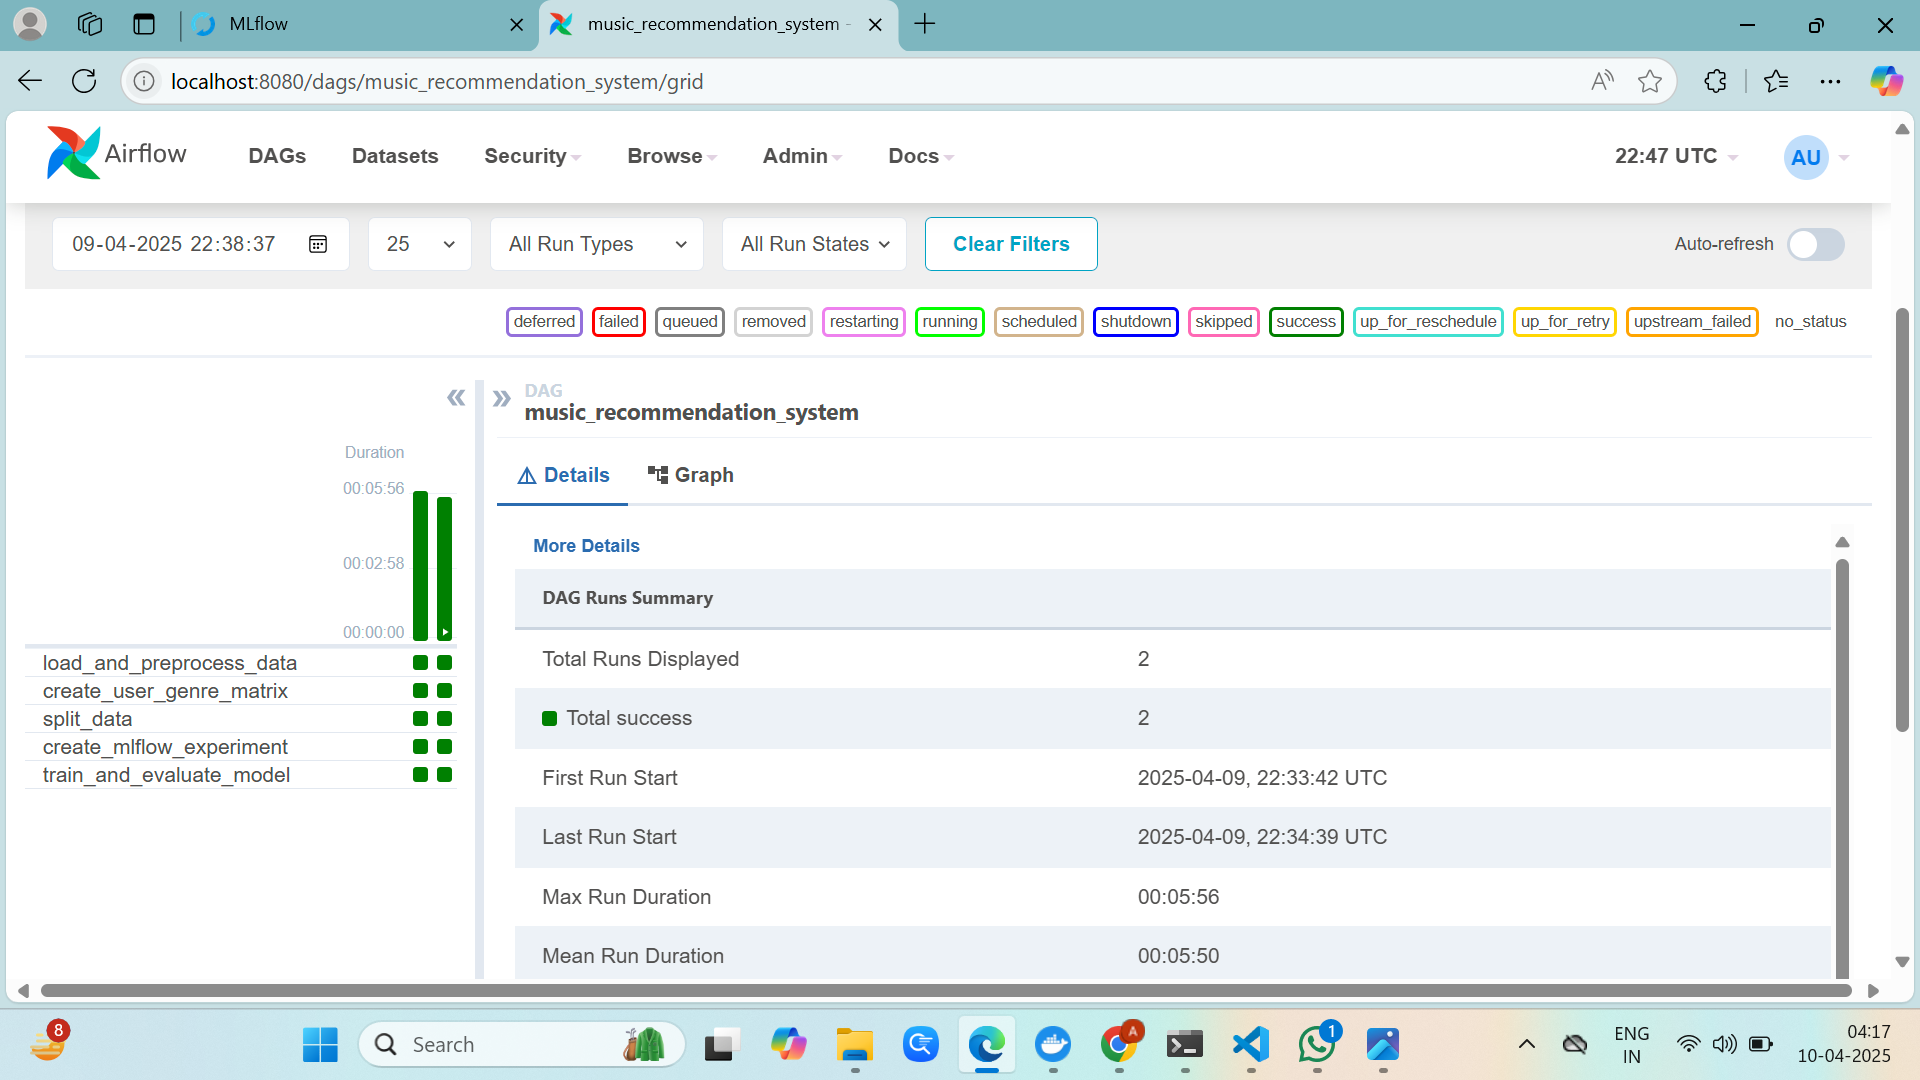 MLflow
music_recommendation_system -
localhost:8080/dags/music_recommendation_system/grid
Airflow
DAGs Datasets Security Browse Admin Docs 22:47 UTC AU
09-04-2025 22:38:37 25 All Run Types All Run States Clear Filters Auto-refresh
deferred failed queued removed restarting running scheduled shutdown skipped success up_for_reschedule up_for_retry upstream_failed no_status
DAG
music_recommendation_system
Duration
00:05:56
00:02:58
00:00:00
load_and_preprocess_data
create_user_genre_matrix
split_data
create_mlflow_experiment
train_and_evaluate_model
Details Graph
More Details
DAG Runs Summary
Total Runs Displayed 2
Total success 2
First Run Start 2025-04-09, 22:33:42 UTC
Last Run Start 2025-04-09, 22:34:39 UTC
Max Run Duration 00:05:56
Mean Run Duration 00:05:50
8
Search
A
1
ENG
IN
04:17
10-04-2025